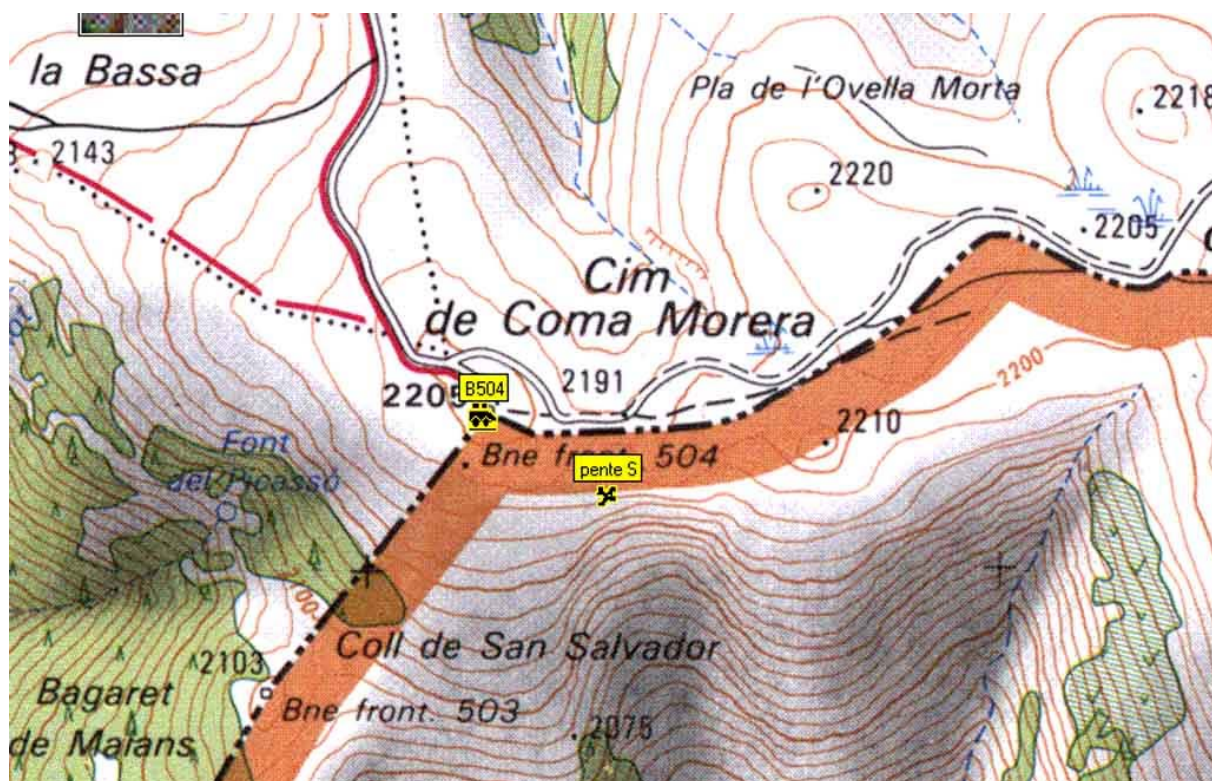 la Bassa
Pla de l'Ovella Morta
2218
2143
2220
2205
Cim
de Coma Morera
2205
B504
2191
2200
2210
Font
del Picassó
Bne front. 504
pente S
Coll de San Salvador
2103
Bagaret
de Maians
Bne front. 503
2075